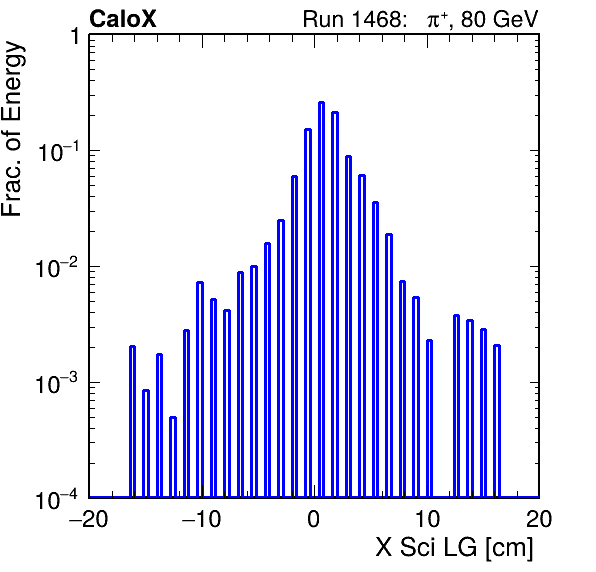 CaloX Run 1468: π⁺, 80 GeV
Frac. of Energy
1
10⁻¹
10⁻²
10⁻³
10⁻⁴
−20 −10 0 10 20
X Sci LG [cm]